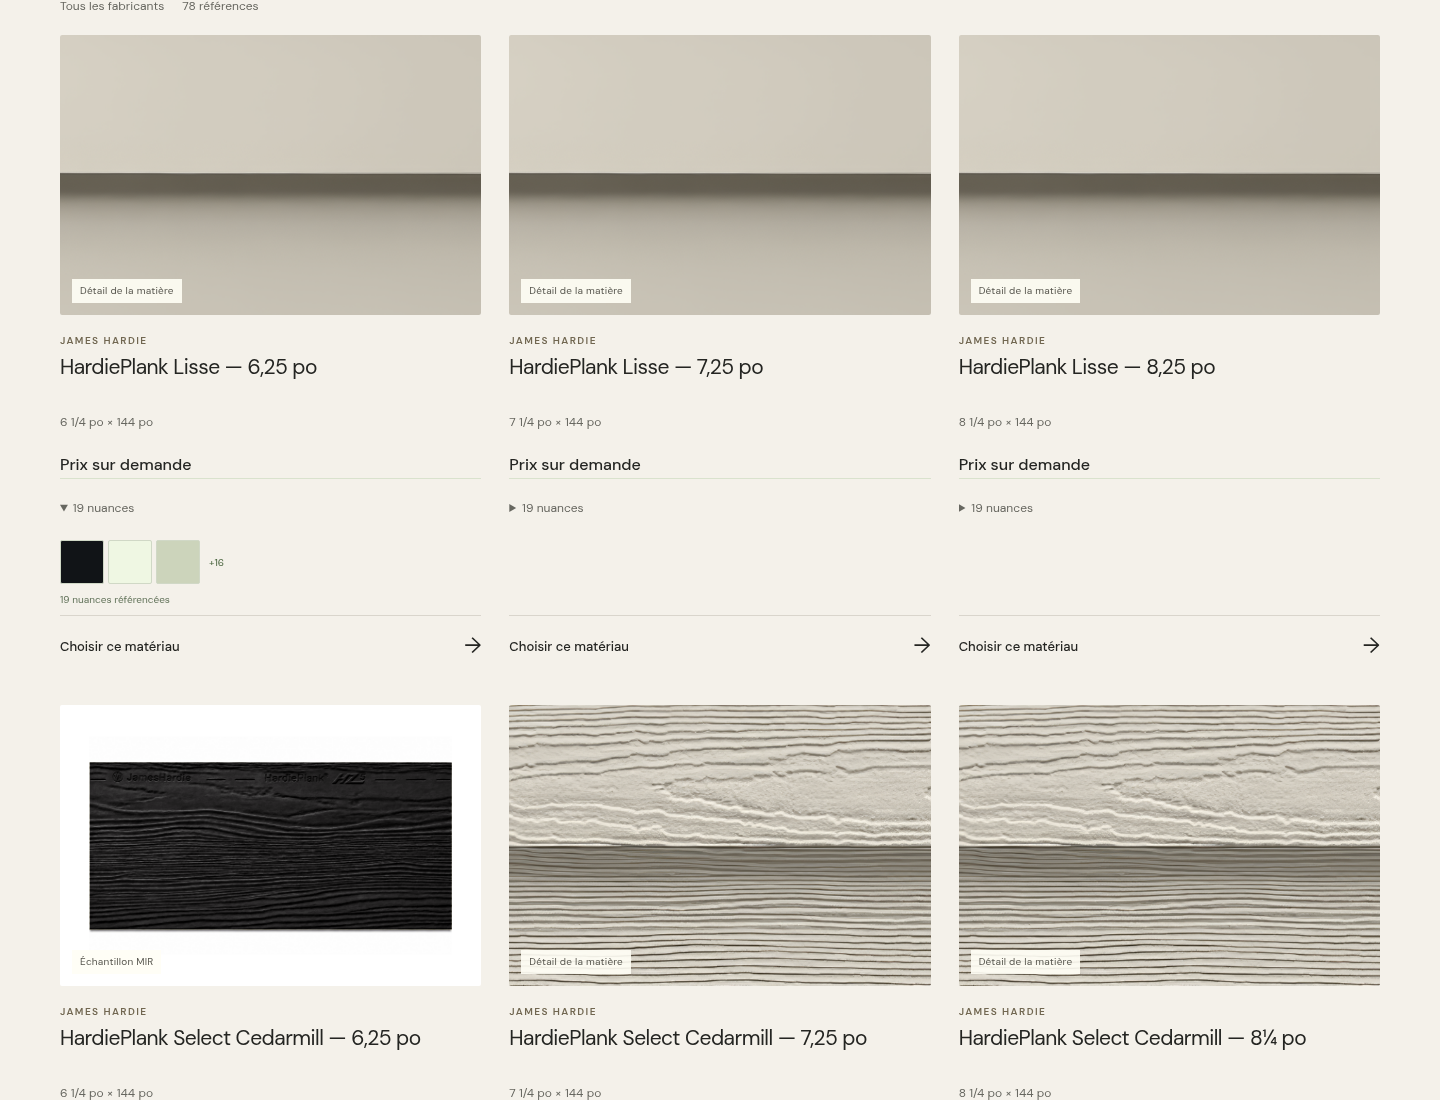 Tous les fabricants 78 références
Détail de la matière
Détail de la matière
Détail de la matière
JAMES HARDIE
HardiePlank Lisse — 6,25 po
6 1/4 po × 144 po
Prix sur demande
▼ 19 nuances
+16
19 nuances référencées
Choisir ce matériau →
JAMES HARDIE
HardiePlank Lisse — 7,25 po
7 1/4 po × 144 po
Prix sur demande
▶ 19 nuances
Choisir ce matériau →
JAMES HARDIE
HardiePlank Lisse — 8,25 po
8 1/4 po × 144 po
Prix sur demande
▶ 19 nuances
Choisir ce matériau →
JamesHardie HardiePlank HZ5
Échantillon MIR
Détail de la matière
Détail de la matière
JAMES HARDIE
HardiePlank Select Cedarmill — 6,25 po
6 1/4 po × 144 po
JAMES HARDIE
HardiePlank Select Cedarmill — 7,25 po
7 1/4 po × 144 po
JAMES HARDIE
HardiePlank Select Cedarmill — 8¼ po
8 1/4 po × 144 po